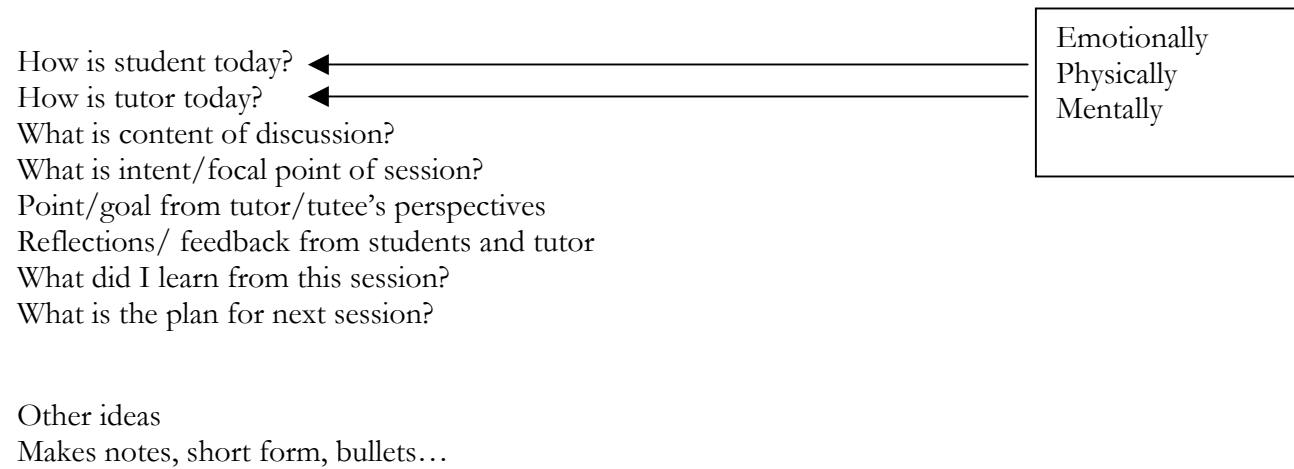 How is student today?
How is tutor today?
What is content of discussion?
What is intent/focal point of session?
Point/goal from tutor/tutee’s perspectives
Reflections/ feedback from students and tutor
What did I learn from this session?
What is the plan for next session?
Emotionally
Physically
Mentally
Other ideas
Makes notes, short form, bullets…